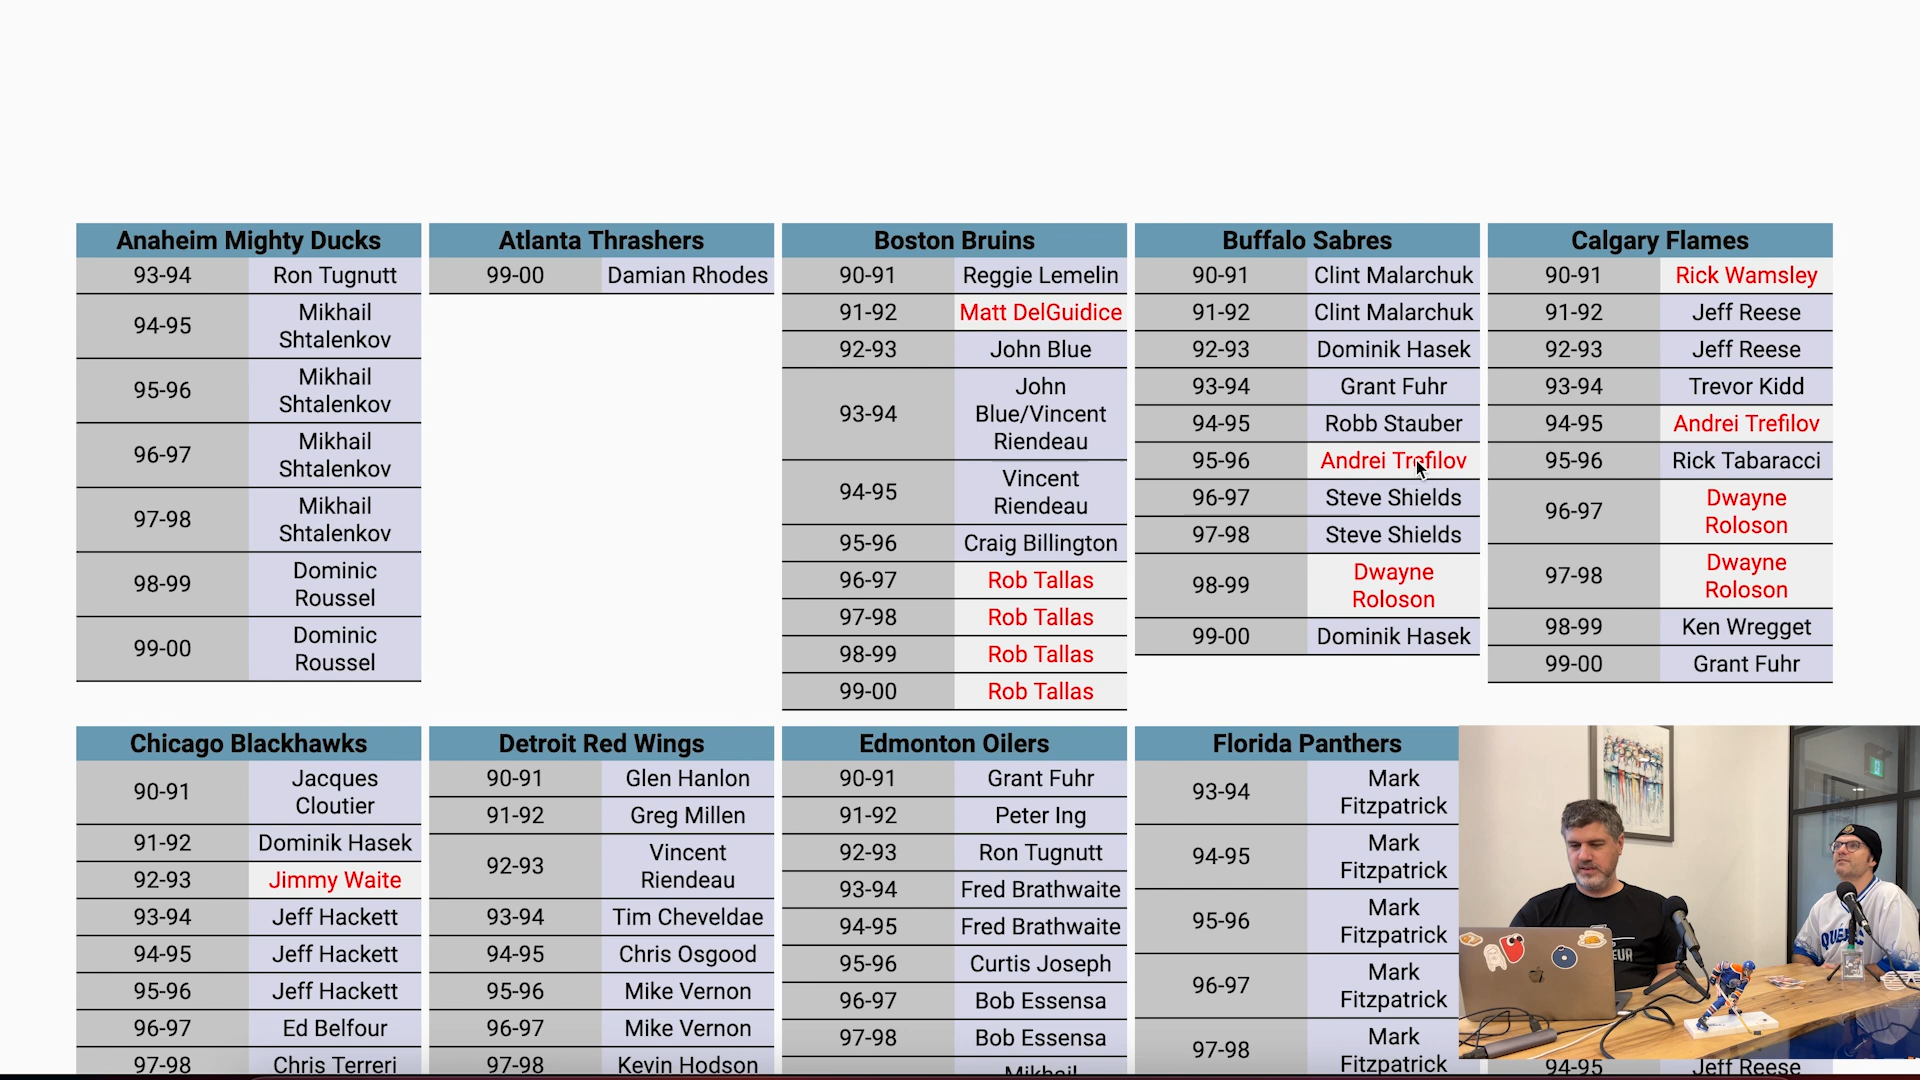 Anaheim Mighty Ducks
93-94 Ron Tugnutt
94-95 Mikhail
Shtalenkov
95-96 Mikhail
Shtalenkov
96-97 Mikhail
Shtalenkov
97-98 Mikhail
Shtalenkov
98-99 Dominic
Roussel
99-00 Dominic
Roussel
Atlanta Thrashers
99-00 Damian Rhodes
Boston Bruins
90-91 Reggie Lemelin
91-92 Matt DelGuidice
92-93 John Blue
93-94 John
Blue/Vincent
Riendeau
94-95 Vincent
Riendeau
95-96 Craig Billington
96-97 Rob Tallas
97-98 Rob Tallas
98-99 Rob Tallas
99-00 Rob Tallas
Buffalo Sabres
90-91 Clint Malarchuk
91-92 Clint Malarchuk
92-93 Dominik Hasek
93-94 Grant Fuhr
94-95 Robb Stauber
95-96 Andrei Trefilov
96-97 Steve Shields
97-98 Steve Shields
98-99 Dwayne
Roloson
99-00 Dominik Hasek
Calgary Flames
90-91 Rick Wamsley
91-92 Jeff Reese
92-93 Jeff Reese
93-94 Trevor Kidd
94-95 Andrei Trefilov
95-96 Rick Tabaracci
96-97 Dwayne
Roloson
97-98 Dwayne
Roloson
98-99 Ken Wregget
99-00 Grant Fuhr
Chicago Blackhawks
90-91 Jacques
Cloutier
91-92 Dominik Hasek
92-93 Jimmy Waite
93-94 Jeff Hackett
94-95 Jeff Hackett
95-96 Jeff Hackett
96-97 Ed Belfour
97-98 Chris Terreri
Detroit Red Wings
90-91 Glen Hanlon
91-92 Greg Millen
92-93 Vincent
Riendeau
93-94 Tim Cheveldae
94-95 Chris Osgood
95-96 Mike Vernon
96-97 Mike Vernon
97-98 Kevin Hodson
Edmonton Oilers
90-91 Grant Fuhr
91-92 Peter Ing
92-93 Ron Tugnutt
93-94 Fred Brathwaite
94-95 Fred Brathwaite
95-96 Curtis Joseph
96-97 Bob Essensa
97-98 Bob Essensa
Mikhail
Florida Panthers
93-94 Mark
Fitzpatrick
94-95 Mark
Fitzpatrick
95-96 Mark
Fitzpatrick
96-97 Mark
Fitzpatrick
97-98 Mark
Fitzpatrick
94-95 Jeff Reese